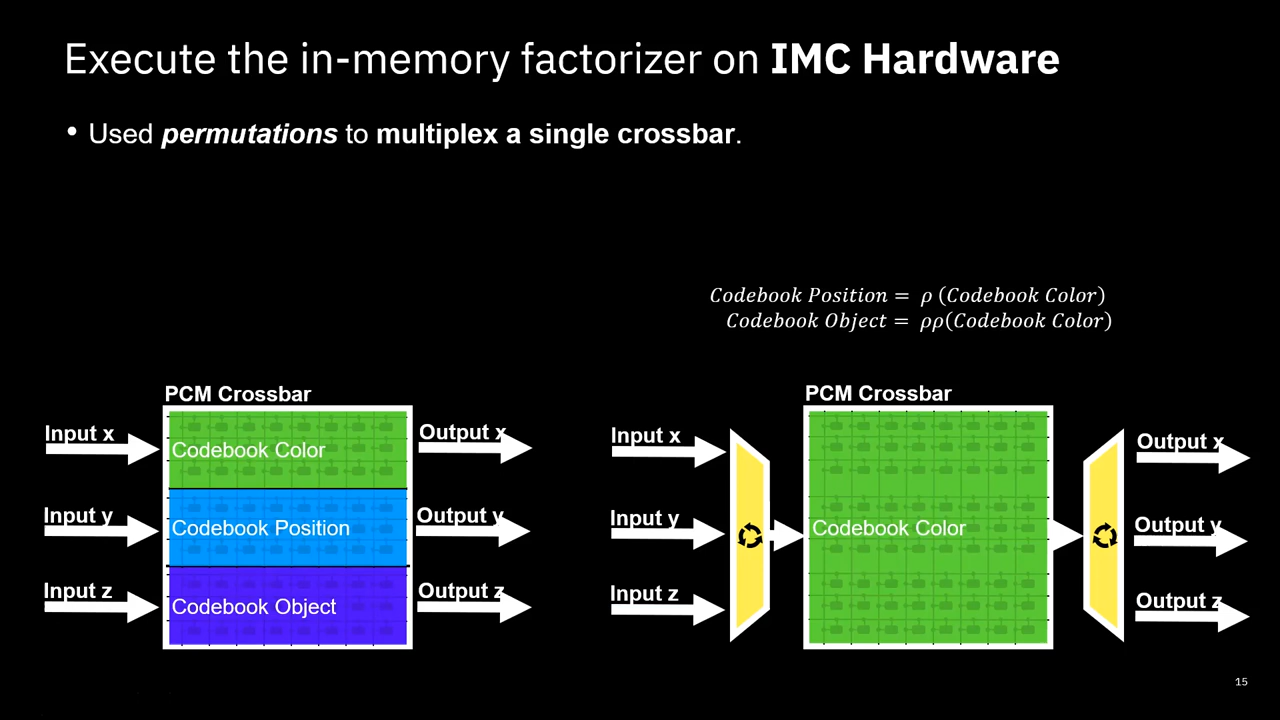 Execute the in-memory factorizer on IMC Hardware
• Used permutations to multiplex a single crossbar.
Codebook Position = ρ (Codebook Color)
Codebook Object = ρρ(Codebook Color)
PCM Crossbar
Input x
Codebook Color
Output x
Input y
Codebook Position
Output y
Input z
Codebook Object
Output z
PCM Crossbar
Input x
Input y
Input z
Codebook Color
Output x
Output y
Output z
15